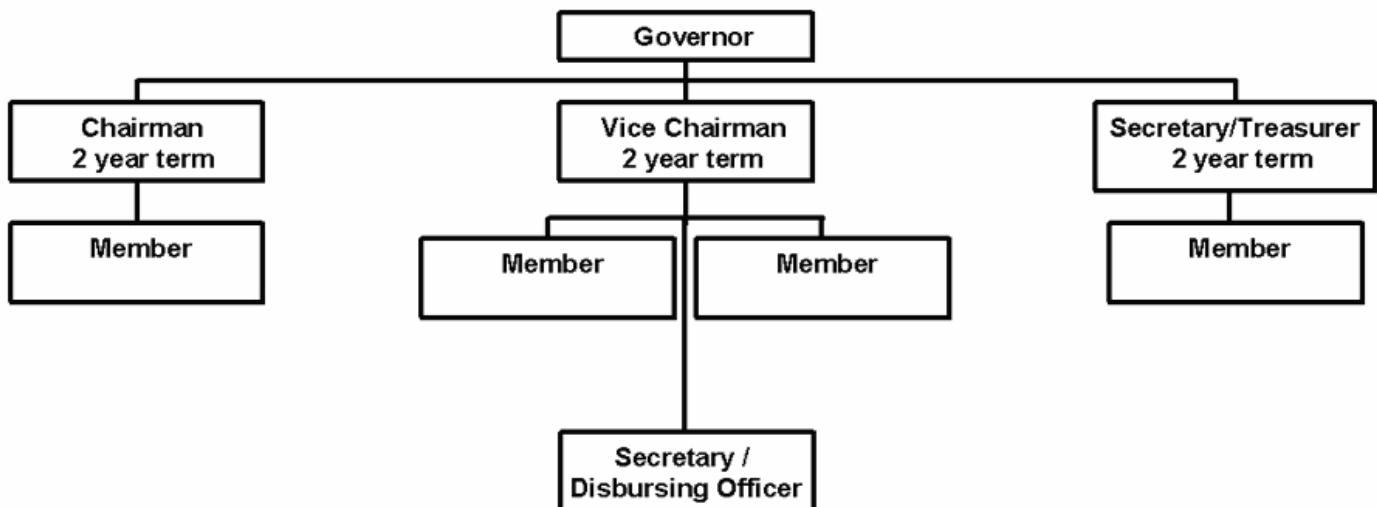 Governor
Chairman
2 year term
Vice Chairman
2 year term
Secretary/Treasurer
2 year term
Member
Member
Member
Member
Secretary /
Disbursing Officer